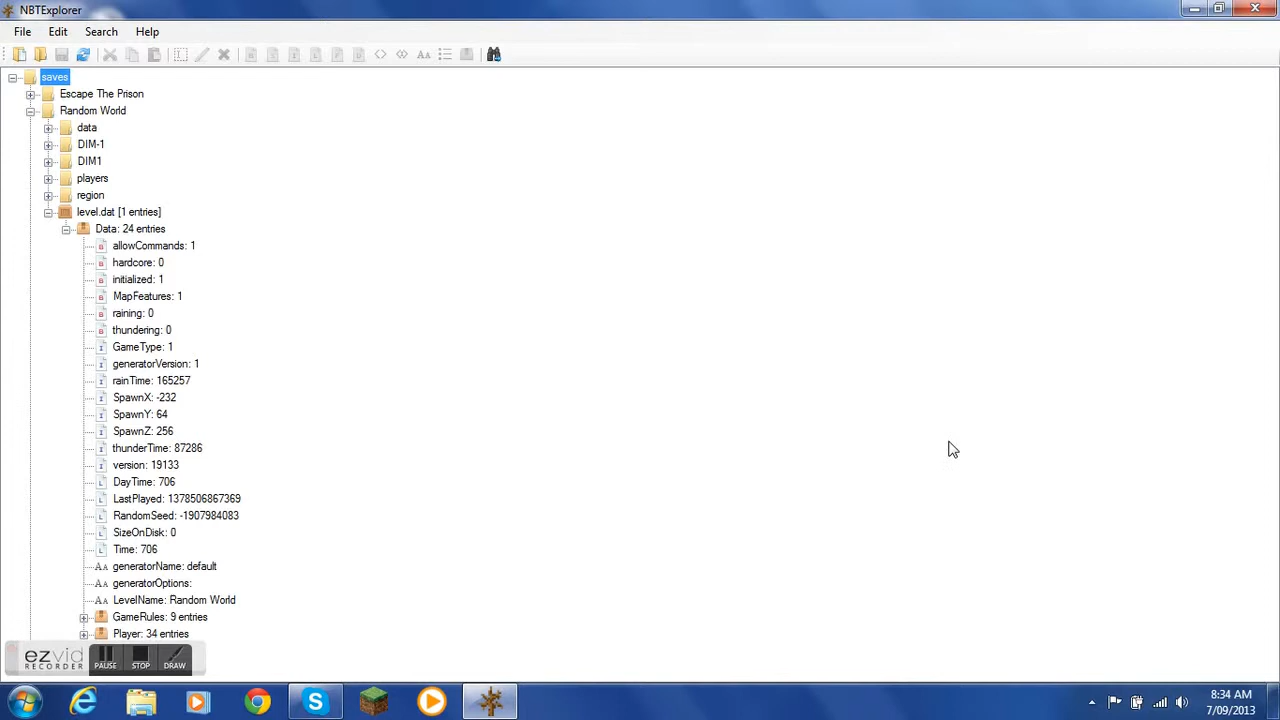 NBTExplorer
File Edit Search Help
saves
Escape The Prison
Random World
data
DIM-1
DIM1
players
region
level.dat [1 entries]
Data: 24 entries
allowCommands: 1
hardcore: 0
initialized: 1
MapFeatures: 1
raining: 0
thundering: 0
GameType: 1
generatorVersion: 1
rainTime: 165257
SpawnX: -232
SpawnY: 64
SpawnZ: 256
thunderTime: 87286
version: 19133
DayTime: 706
LastPlayed: 1378506867369
RandomSeed: -1907984083
SizeOnDisk: 0
Time: 706
generatorName: default
generatorOptions:
LevelName: Random World
GameRules: 9 entries
Player: 34 entries
ezvid
RECORDER
PAUSE STOP DRAW
8:34 AM
7/09/2013